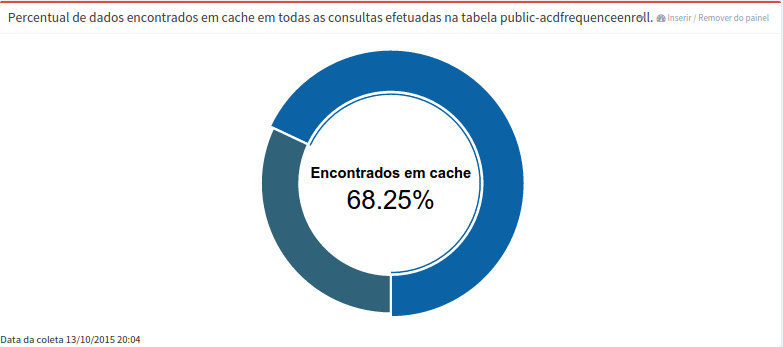 Percentual de dados encontrados em cache em todas as consultas efetuadas na tabela public-acdfrequenceenroll. Inserir / Remover do painel
Encontrados em cache
68.25%
Data da coleta 13/10/2015 20:04